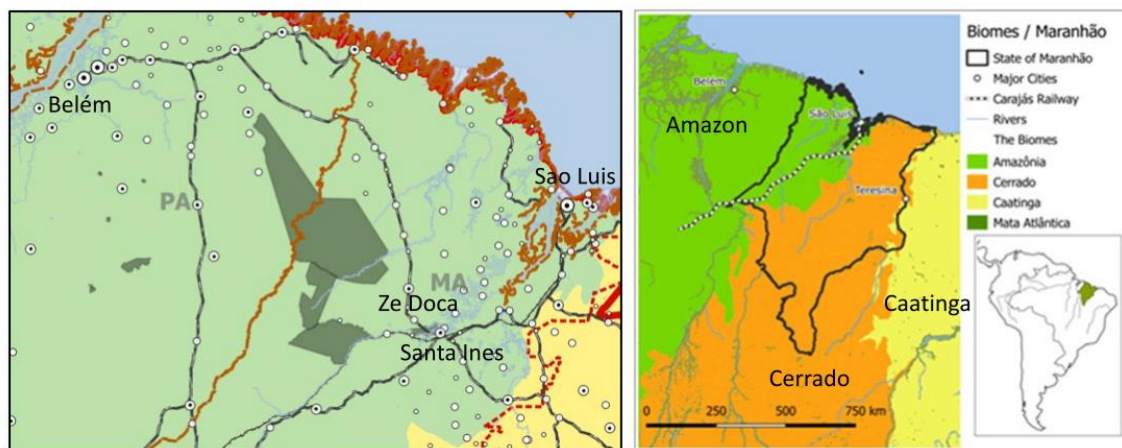 Belém
PA
Sao Luis
MA
Ze Doca
Santa Ines
Belém
Amazon
São Luis
Teresina
Caatinga
Cerrado
0 250 500 750 km
Biomes / Maranhão
State of Maranhão
Major Cities
Carajás Railway
Rivers
The Biomes
Amazônia
Cerrado
Caatinga
Mata Atlântica